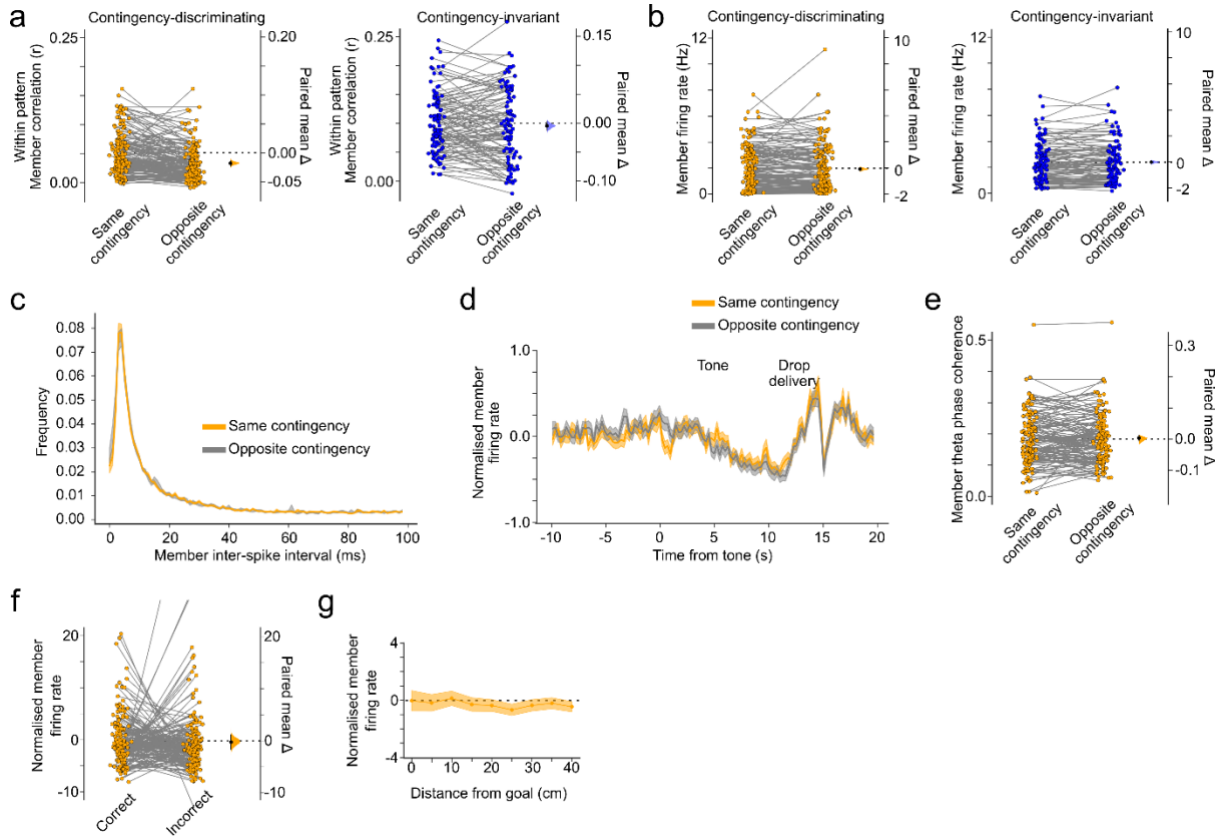 a
Contingency-discriminating
Contingency-invariant
0.25
0.00
Within pattern
Member correlation (r)
0.20
0.10
0.00
-0.05
Paired mean Δ
Same
contingency
Opposite
contingency
0.25
0.00
Within pattern
Member correlation (r)
0.15
0.00
-0.10
Paired mean Δ
Same
contingency
Opposite
contingency
b
Contingency-discriminating
Contingency-invariant
12
0
Member firing rate (Hz)
10
0
-2
Paired mean Δ
Same
contingency
Opposite
contingency
12
0
Member firing rate (Hz)
10
0
-2
Paired mean Δ
Same
contingency
Opposite
contingency
c
0.08
0.07
0.06
0.05
0.04
0.03
0.02
0.01
0.00
Frequency
Same contingency
Opposite contingency
0 20 40 60 80 100
Member inter-spike interval (ms)
d
Same contingency
Opposite contingency
1.0
0.0
-1.0
Normalised member
firing rate
Tone
Drop
delivery
-10 -5 0 5 10 15 20
Time from tone (s)
e
0.5
0.0
Member theta phase coherence
0.3
0.0
-0.1
Paired mean Δ
Same
contingency
Opposite
contingency
f
20
0
-10
Normalised member
firing rate
20
0
-10
Paired mean Δ
Correct
Incorrect
g
4
0
-4
Normalised member
firing rate
0 10 20 30 40
Distance from goal (cm)